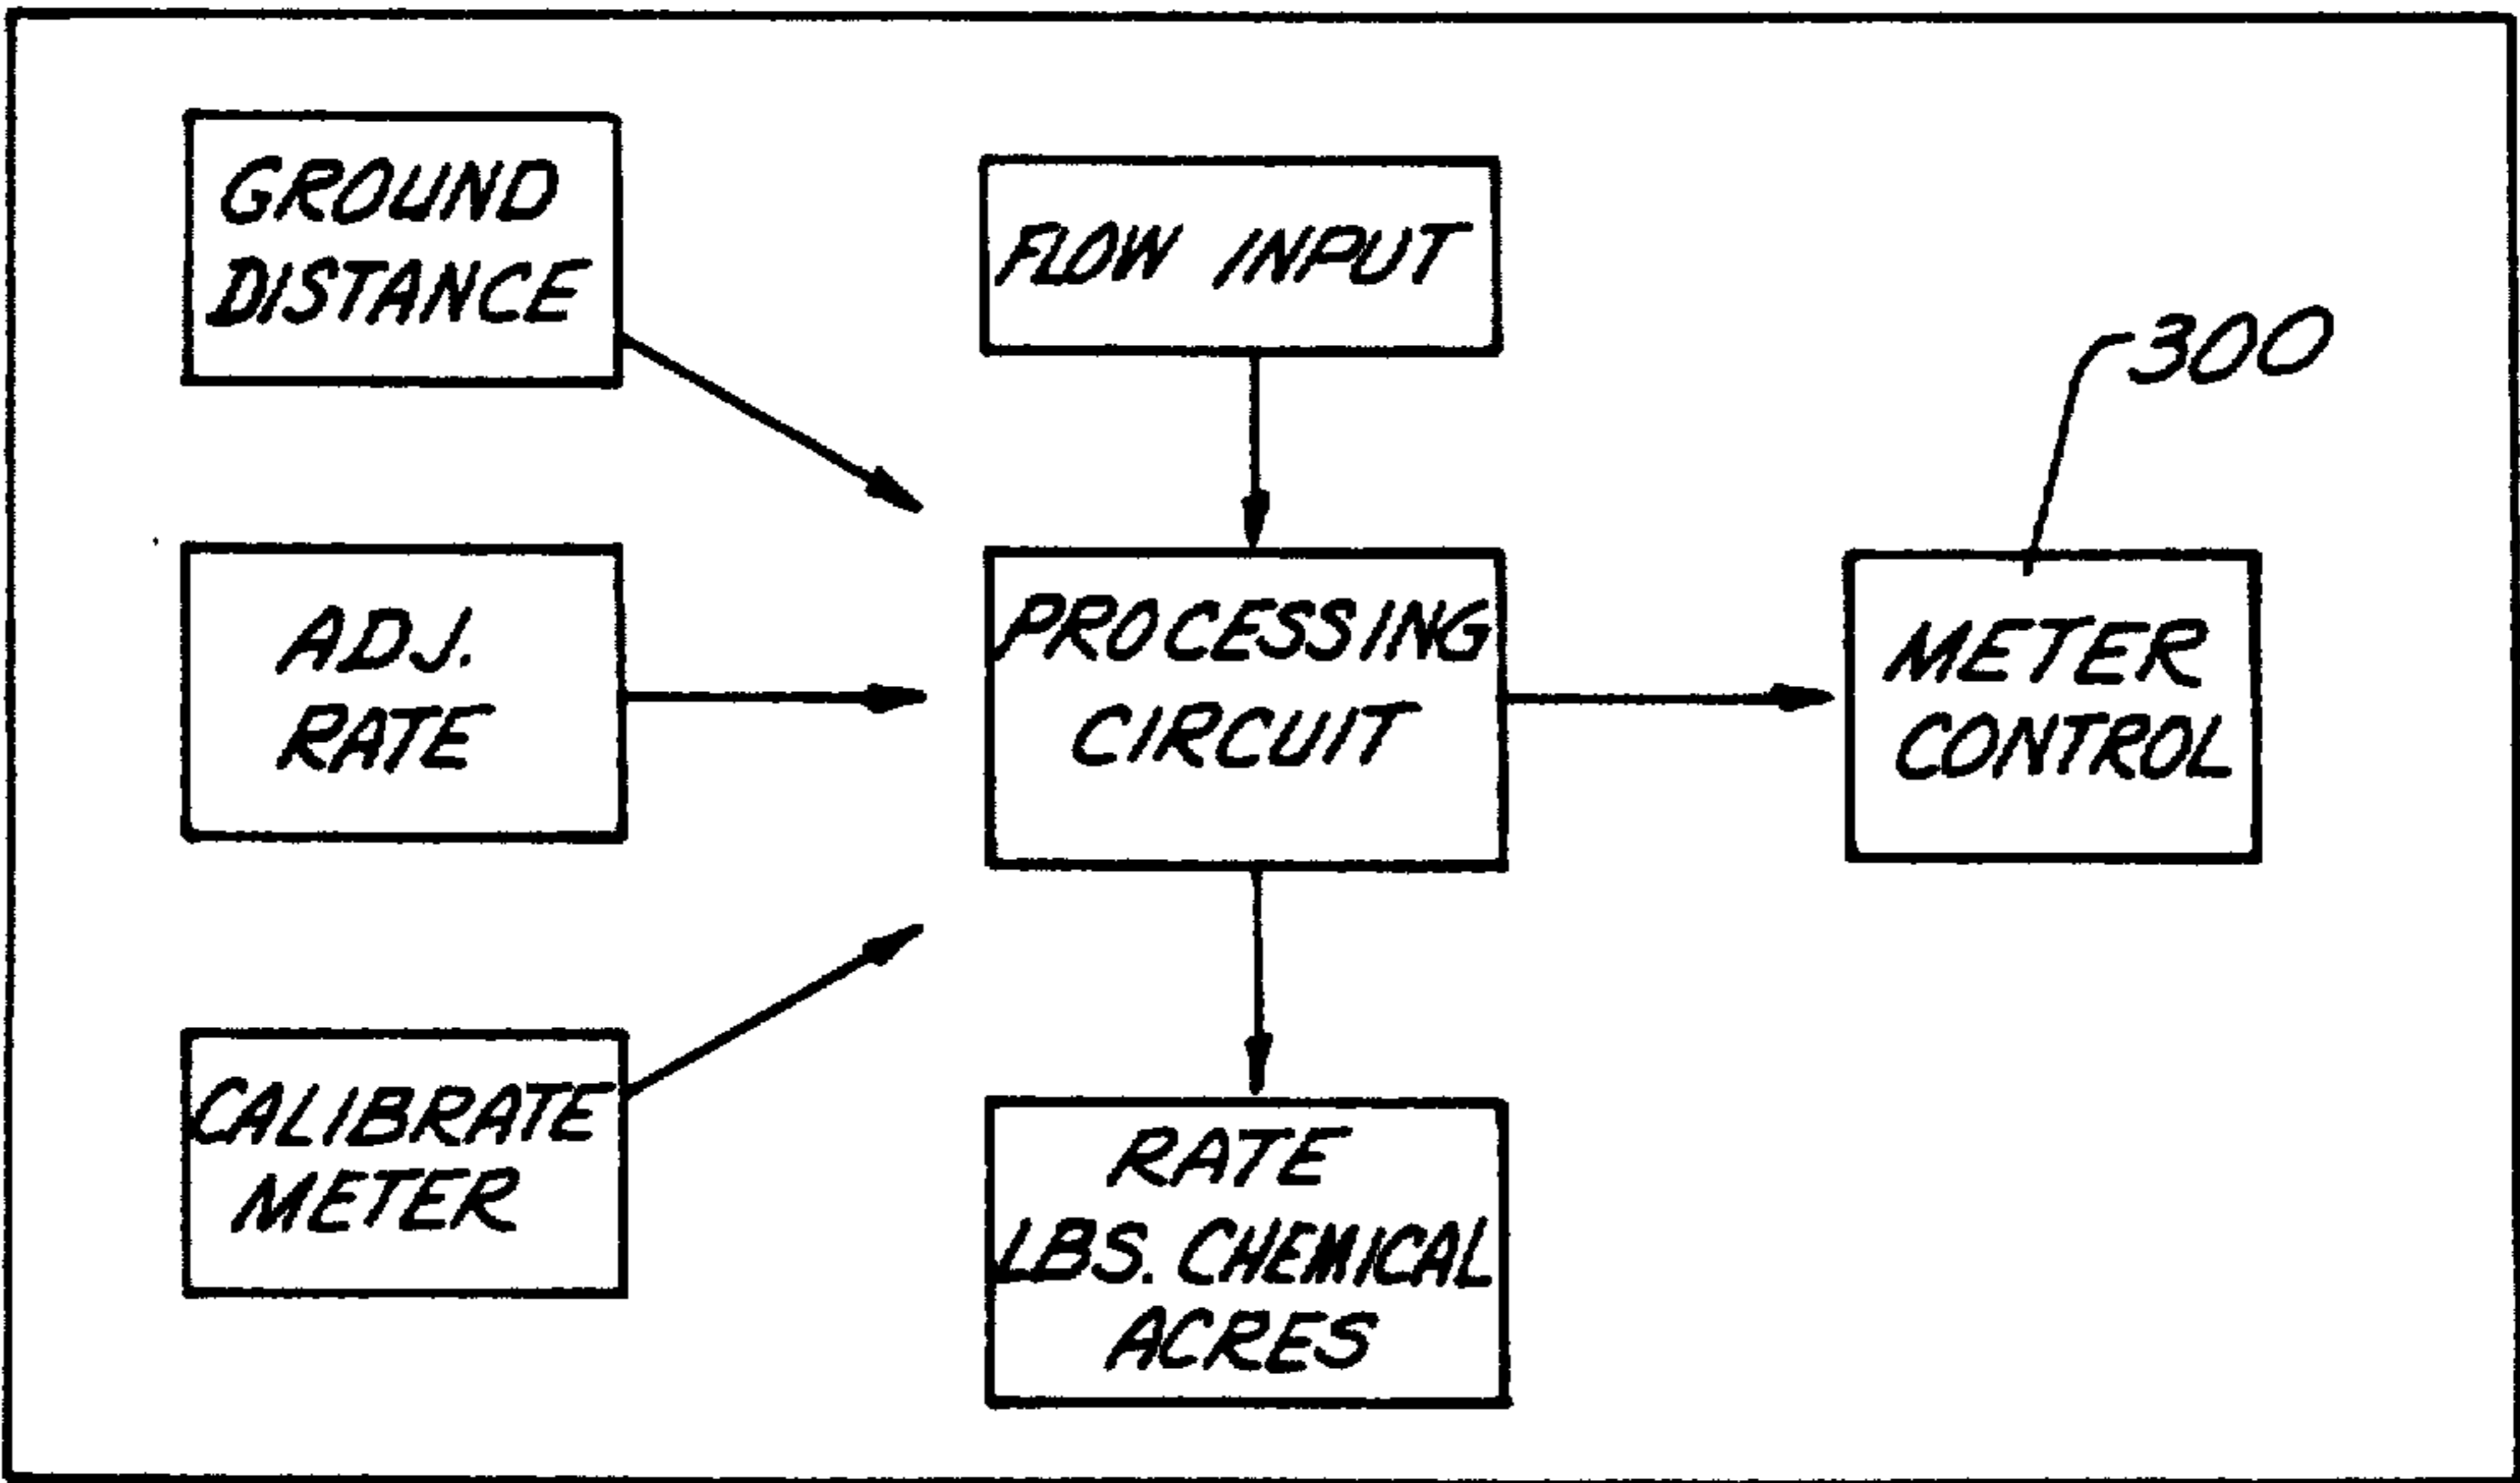 GROUND
DISTANCE
FLOW INPUT
300
ADJ.
RATE
PROCESSING
CIRCUIT
METER
CONTROL
CALIBRATE
METER
RATE
LBS. CHEMICAL
ACRES